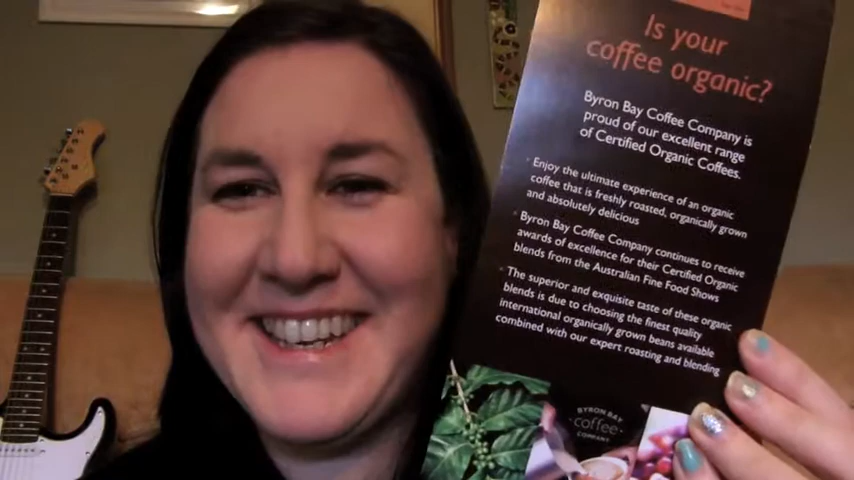 Is your
coffee organic?
Byron Bay Coffee Company is
proud of our excellent range
of Certified Organic Coffees.
• Enjoy the ultimate experience of an organic
coffee that is freshly roasted, organically grown
and absolutely delicious
• Byron Bay Coffee Company continues to receive
awards of excellence for their Certified Organic
blends from the Australian Fine Food Shows
• The superior and exquisite taste of these organic
blends is due to choosing the finest quality
international organically grown beans available
combined with our expert roasting and blending.
BYRON BAY
coffee
COMPANY